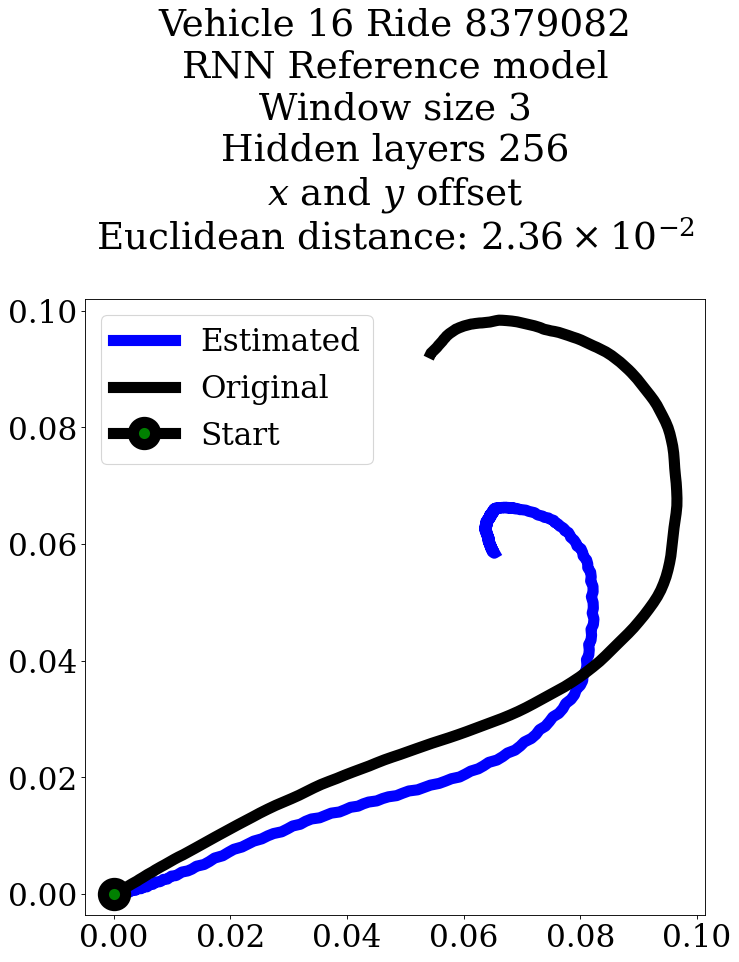 Vehicle 16 Ride 8379082
RNN Reference model
Window size 3
Hidden layers 256
x and y offset
Euclidean distance: 2.36 × 10⁻²
Estimated
Original
Start
0.10
0.08
0.06
0.04
0.02
0.00
0.00 0.02 0.04 0.06 0.08 0.10